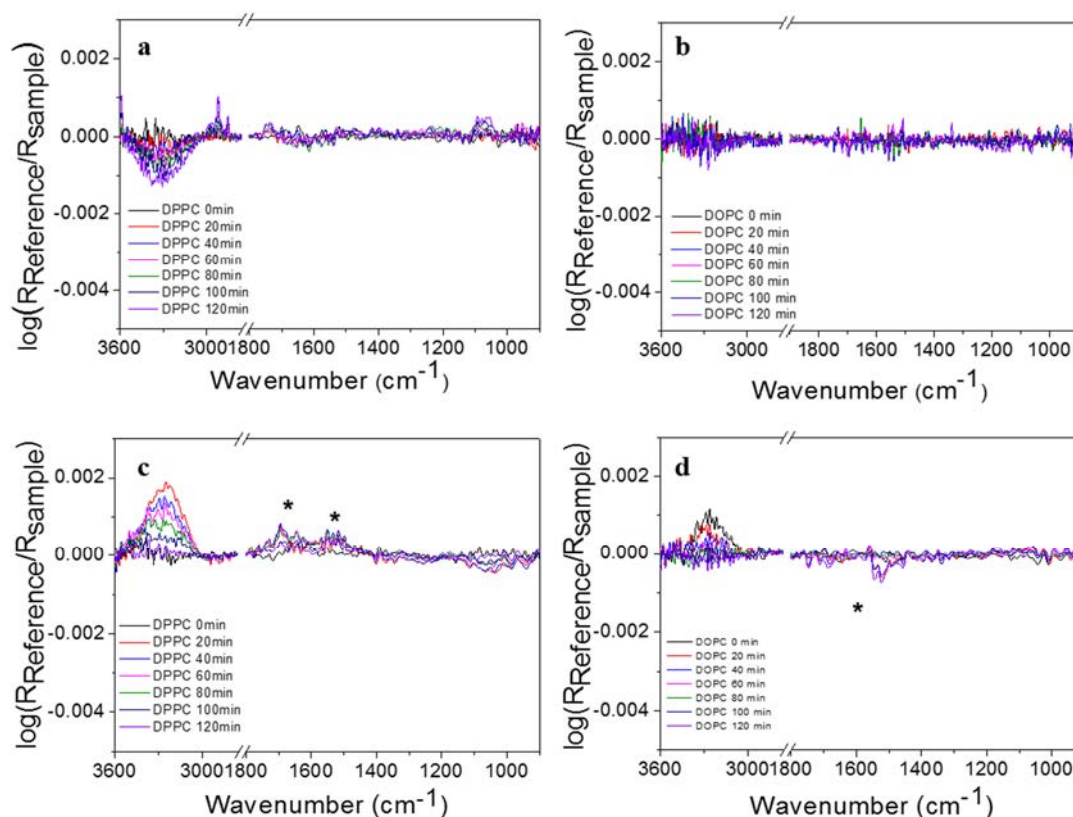 a
log(RReference/Rsample)
0.002
0.000
-0.002
-0.004
DPPC 0min
DPPC 20min
DPPC 40min
DPPC 60min
DPPC 80min
DPPC 100min
DPPC 120min
3600 3000 1800 1600 1400 1200 1000
Wavenumber (cm-1)
b
log(RReference/Rsample)
0.002
0.000
-0.002
-0.004
DOPC 0 min
DOPC 20 min
DOPC 40 min
DOPC 60 min
DOPC 80 min
DOPC 100 min
DOPC 120 min
3600 3000 1800 1600 1400 1200 1000
Wavenumber (cm-1)
c
log(RReference/Rsample)
0.002
0.000
-0.002
-0.004
* *
DPPC 0min
DPPC 20min
DPPC 40min
DPPC 60min
DPPC 80min
DPPC 100min
DPPC 120min
3600 3000 1800 1600 1400 1200 1000
Wavenumber (cm-1)
d
log(RReference/Rsample)
0.002
0.000
-0.002
-0.004
*
DOPC 0 min
DOPC 20 min
DOPC 40 min
DOPC 60 min
DOPC 80 min
DOPC 100 min
DOPC 120 min
3600 3000 1800 1600 1400 1200 1000
Wavenumber (cm-1)